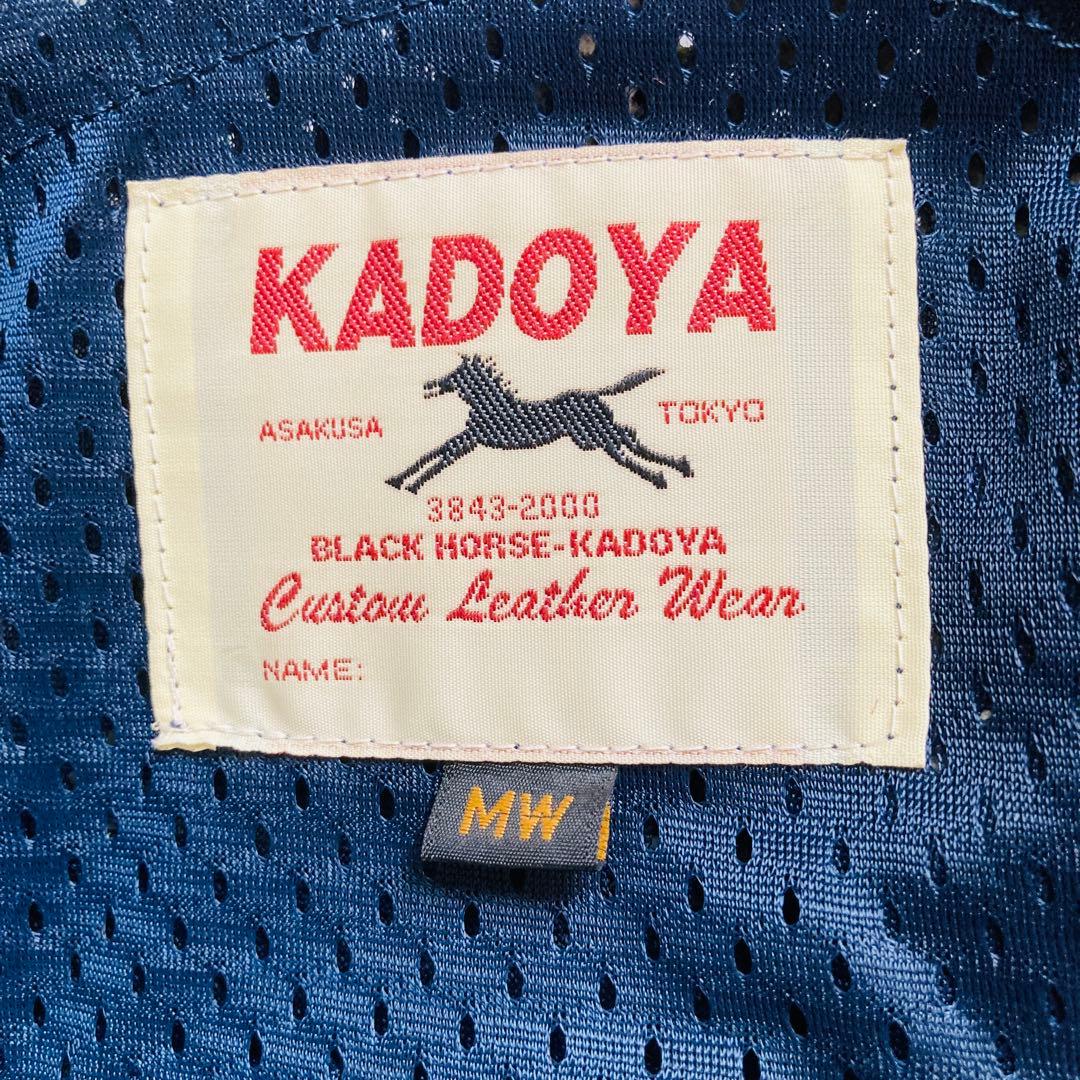 KADOYA
ASAKUSA TOKYO
3843-2000
BLACK HORSE-KADOYA
Custom Leather Wear
NAME:
MW